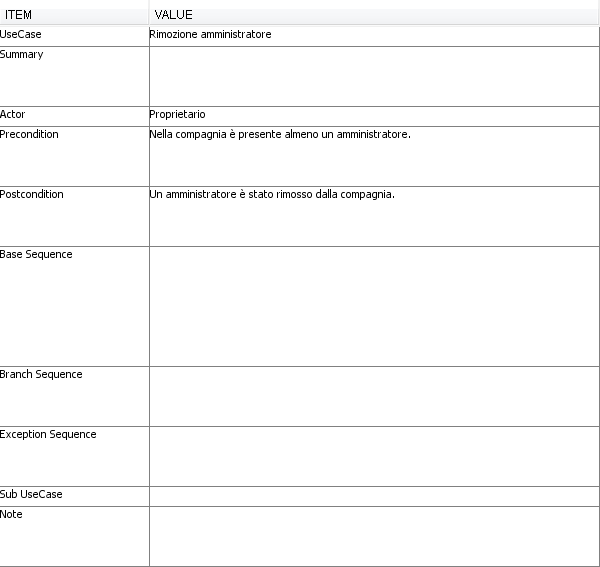 ITEM VALUE
UseCase Rimozione amministratore
Summary
Actor Proprietario
Precondition Nella compagnia è presente almeno un amministratore.
Postcondition Un amministratore è stato rimosso dalla compagnia.
Base Sequence
Branch Sequence
Exception Sequence
Sub UseCase
Note